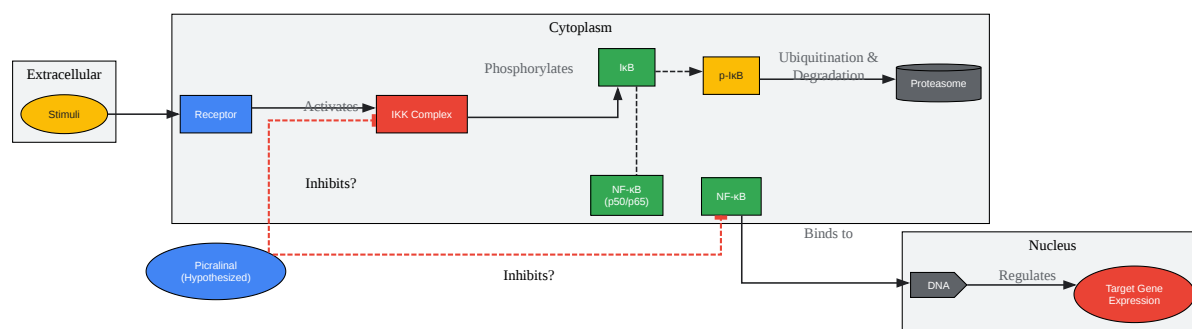 Cytoplasm
Extracellular
Stimuli
Receptor
Activates
IKK Complex
Phosphorylates
IκB
p-IκB
Ubiquitination &
Degradation
Proteasome
Inhibits?
NF-κB
(p50/p65)
NF-κB
Binds to
Picralinal
(Hypothesized)
Inhibits?
Nucleus
DNA
Regulates
Target Gene
Expression